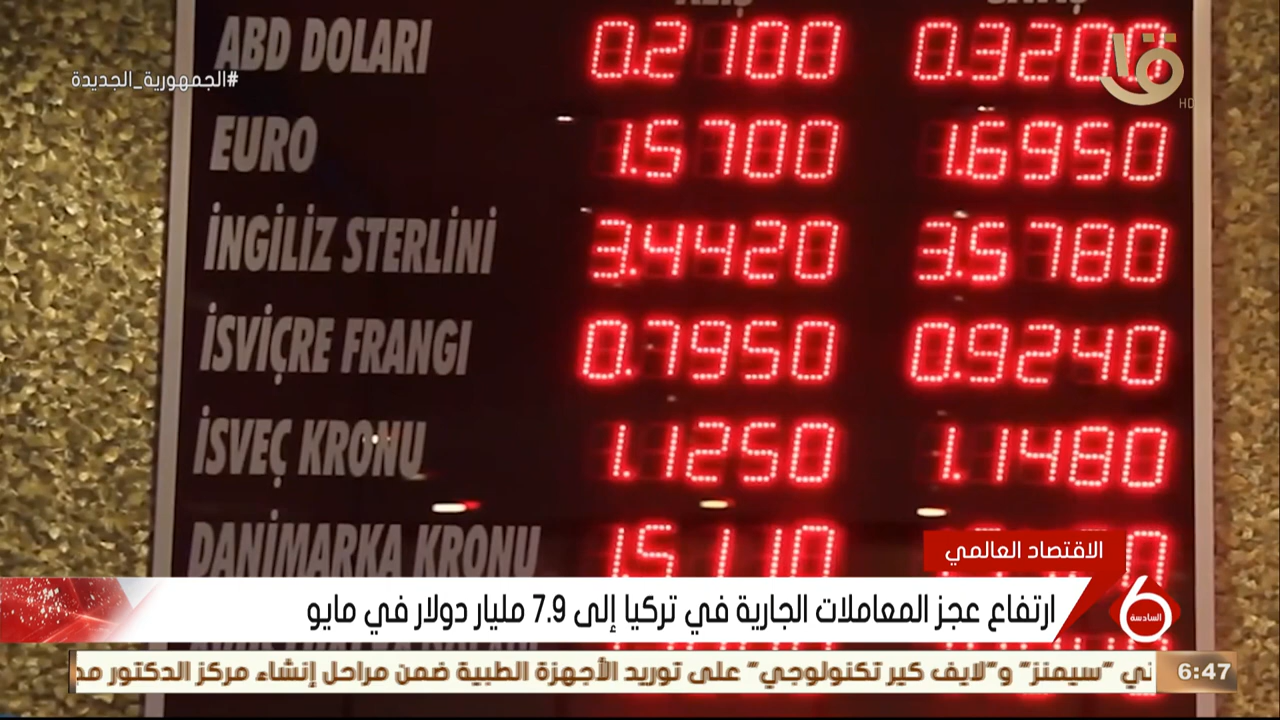 ABD DOLARI 0.2100 0.3200
#الجمهورية_الجديدة
HD
EURO 1.5700 1.6950
İNGİLİZ STERLİNİ 3.4420 3.5780
İSVİÇRE FRANGI 0.7950 0.9240
İSVEÇ KRONU 1.1250 1.1480
DANİMARKA KRONU 1.5110
الاقتصاد العالمي
ارتفاع عجز المعاملات الجارية في تركيا إلى 7.9 مليار دولار في مايو
6 السادسة
"سيمنز" و"لايف كير تكنولوجي" على توريد الأجهزة الطبية ضمن مراحل إنشاء مركز الدكتور
6:47